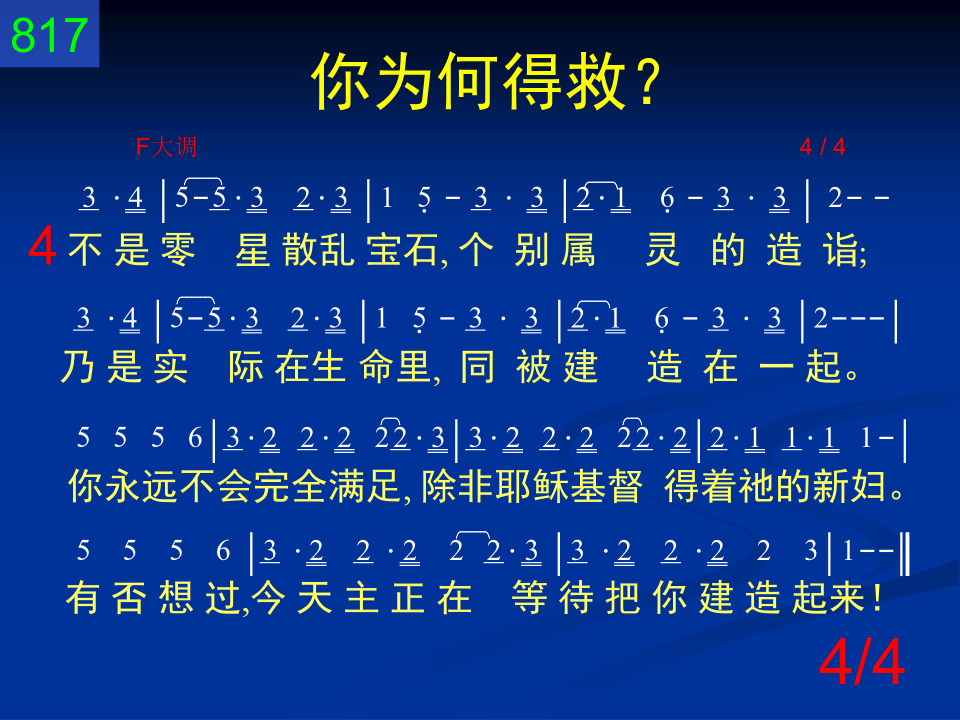 817
你为何得救?
F大调 4 / 4
3 · 4 | 5 – 5 · 3 2 · 3 | 1 5̣ – 3 · 3 | 2 · 1 6̣ – 3 · 3 | 2 – –
4 不 是 零 星 散乱 宝石, 个 别 属 灵 的 造 诣;
3 · 4 | 5 – 5 · 3 2 · 3 | 1 5̣ – 3 · 3 | 2 · 1 6̣ – 3 · 3 | 2 – – – |
乃 是 实 际 在生 命里, 同 被 建 造 在 一 起。
5 5 5 6 | 3 · 2 2 · 2 2 2 · 3 | 3 · 2 2 · 2 2 2 · 2 | 2 · 1 1 · 1 1 – |
你永远不会完全满足, 除非耶稣基督 得着祂的新妇。
5 5 5 6 | 3 · 2 2 · 2 2 2 · 3 | 3 · 2 2 · 2 2 3 | 1 – – ‖
有 否 想 过,今 天 主 正 在 等 待 把 你 建 造 起来!
4/4